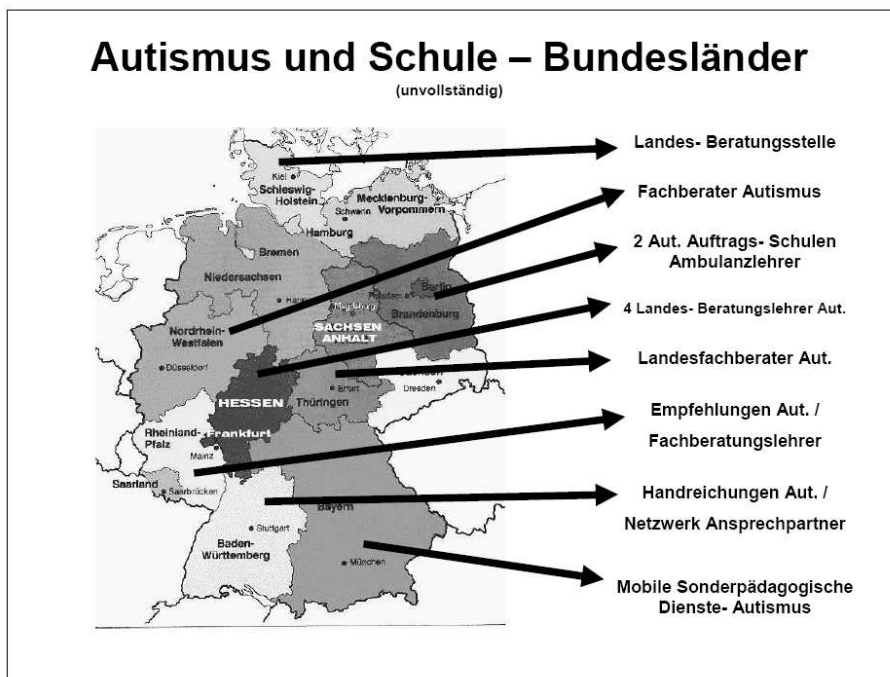 Autismus und Schule – Bundesländer
(unvollständig)
Landes- Beratungsstelle
Fachberater Autismus
2 Aut. Auftrags- Schulen
Ambulanzlehrer
4 Landes- Beratungslehrer Aut.
Landesfachberater Aut.
Empfehlungen Aut. /
Fachberatungslehrer
Handreichungen Aut. /
Netzwerk Ansprechpartner
Mobile Sonderpädagogische
Dienste- Autismus
Kiel
Schleswig-
Holstein
Mecklenburg-
Vorpommern
Schwerin
Hamburg
Bremen
Niedersachsen
Berlin
Potsdam
Brandenburg
Magdeburg
SACHSEN
ANHALT
Nordrhein-
Westfalen
Düsseldorf
Dresden
Erfurt
Thüringen
HESSEN
Frankfurt
Rheinland-
Pfalz
Mainz
Saarland
Saarbrücken
Bayern
Stuttgart
Baden-
Württemberg
München